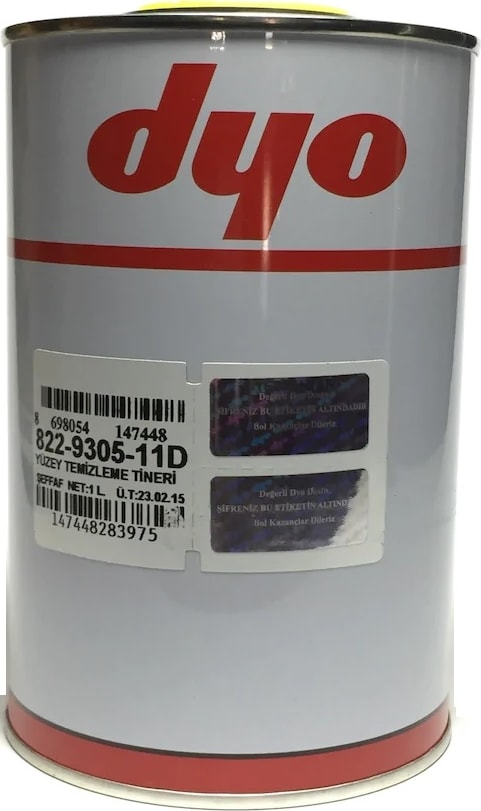 dyo
8 698054 147448
822-9305-11D
YÜZEY TEMİZLEME TİNERİ
ŞEFFAF NET:1 L. Ü.T:23.02.15
147448283975
Değerli Dyo Dostu,
ŞİFRENİZ BU ETİKETİN ALTINDADIR
Bol Kazançlar Dileriz
Değerli Dyo Dostu,
ŞİFRENİZ BU ETİKETİN ALTINDADIR
Bol Kazançlar Dileriz